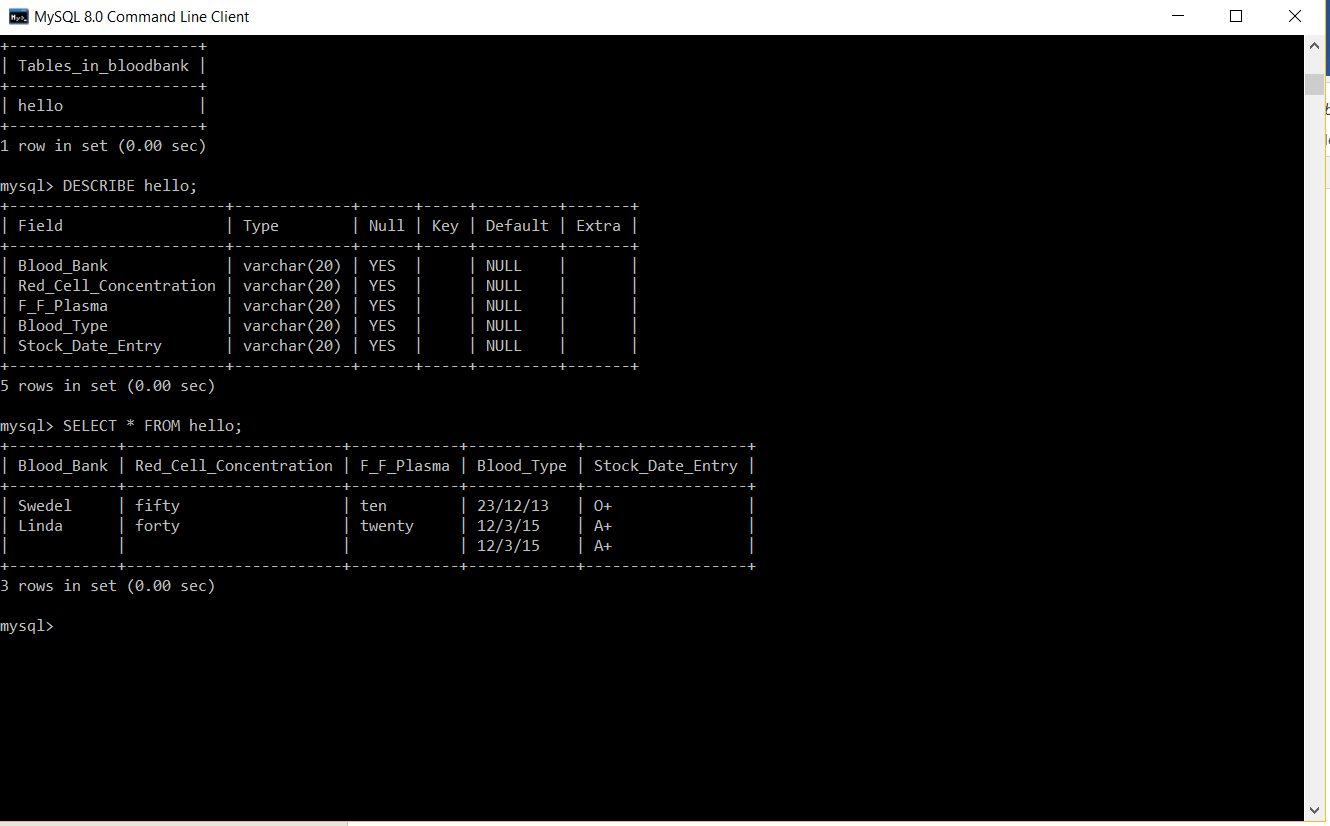 MySQL 8.0 Command Line Client
+---------------------+
| Tables_in_bloodbank |
+---------------------+
| hello               |
+---------------------+
1 row in set (0.00 sec)
mysql> DESCRIBE hello;
+------------------------+-------------+------+-----+---------+-------+
| Field                  | Type        | Null | Key | Default | Extra |
+------------------------+-------------+------+-----+---------+-------+
| Blood_Bank             | varchar(20) | YES  |     | NULL    |       |
| Red_Cell_Concentration | varchar(20) | YES  |     | NULL    |       |
| F_F_Plasma             | varchar(20) | YES  |     | NULL    |       |
| Blood_Type             | varchar(20) | YES  |     | NULL    |       |
| Stock_Date_Entry       | varchar(20) | YES  |     | NULL    |       |
+------------------------+-------------+------+-----+---------+-------+
5 rows in set (0.00 sec)
mysql> SELECT * FROM hello;
+------------+------------------------+------------+------------+------------------+
| Blood_Bank | Red_Cell_Concentration | F_F_Plasma | Blood_Type | Stock_Date_Entry |
+------------+------------------------+------------+------------+------------------+
| Swedel     | fifty                  | ten        | 23/12/13   | O+               |
| Linda      | forty                  | twenty     | 12/3/15    | A+               |
|            |                        |            | 12/3/15    | A+               |
+------------+------------------------+------------+------------+------------------+
3 rows in set (0.00 sec)
mysql>